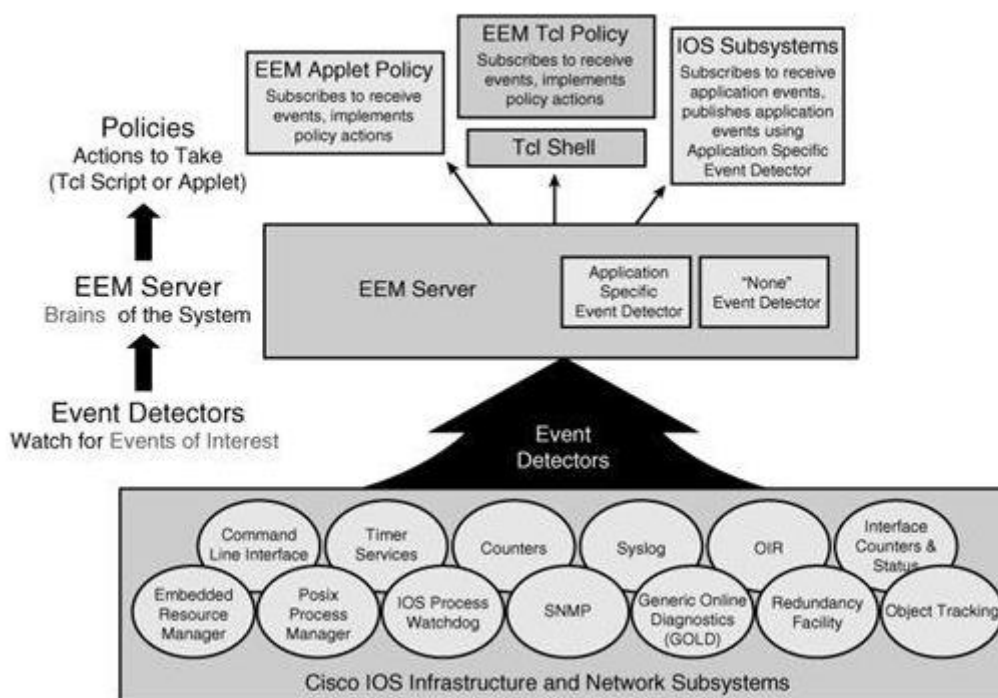 EEM Applet Policy
Subscribes to receive
events, implements
policy actions
EEM Tcl Policy
Subscribes to receive
events, implements
policy actions
Tcl Shell
IOS Subsystems
Subscribes to receive
application events,
publishes application
events using
Application Specific
Event Detector
Policies
Actions to Take
(Tcl Script or Applet)
EEM Server
Brains of the System
Event Detectors
Watch for Events of Interest
EEM Server
Application
Specific
Event Detector
"None"
Event Detector
Event
Detectors
Command
Line Interface
Timer
Services
Counters
Syslog
OIR
Interface
Counters &
Status
Embedded
Resource
Manager
Posix
Process
Manager
IOS Process
Watchdog
SNMP
Generic Online
Diagnostics
(GOLD)
Redundancy
Facility
Object Tracking
Cisco IOS Infrastructure and Network Subsystems